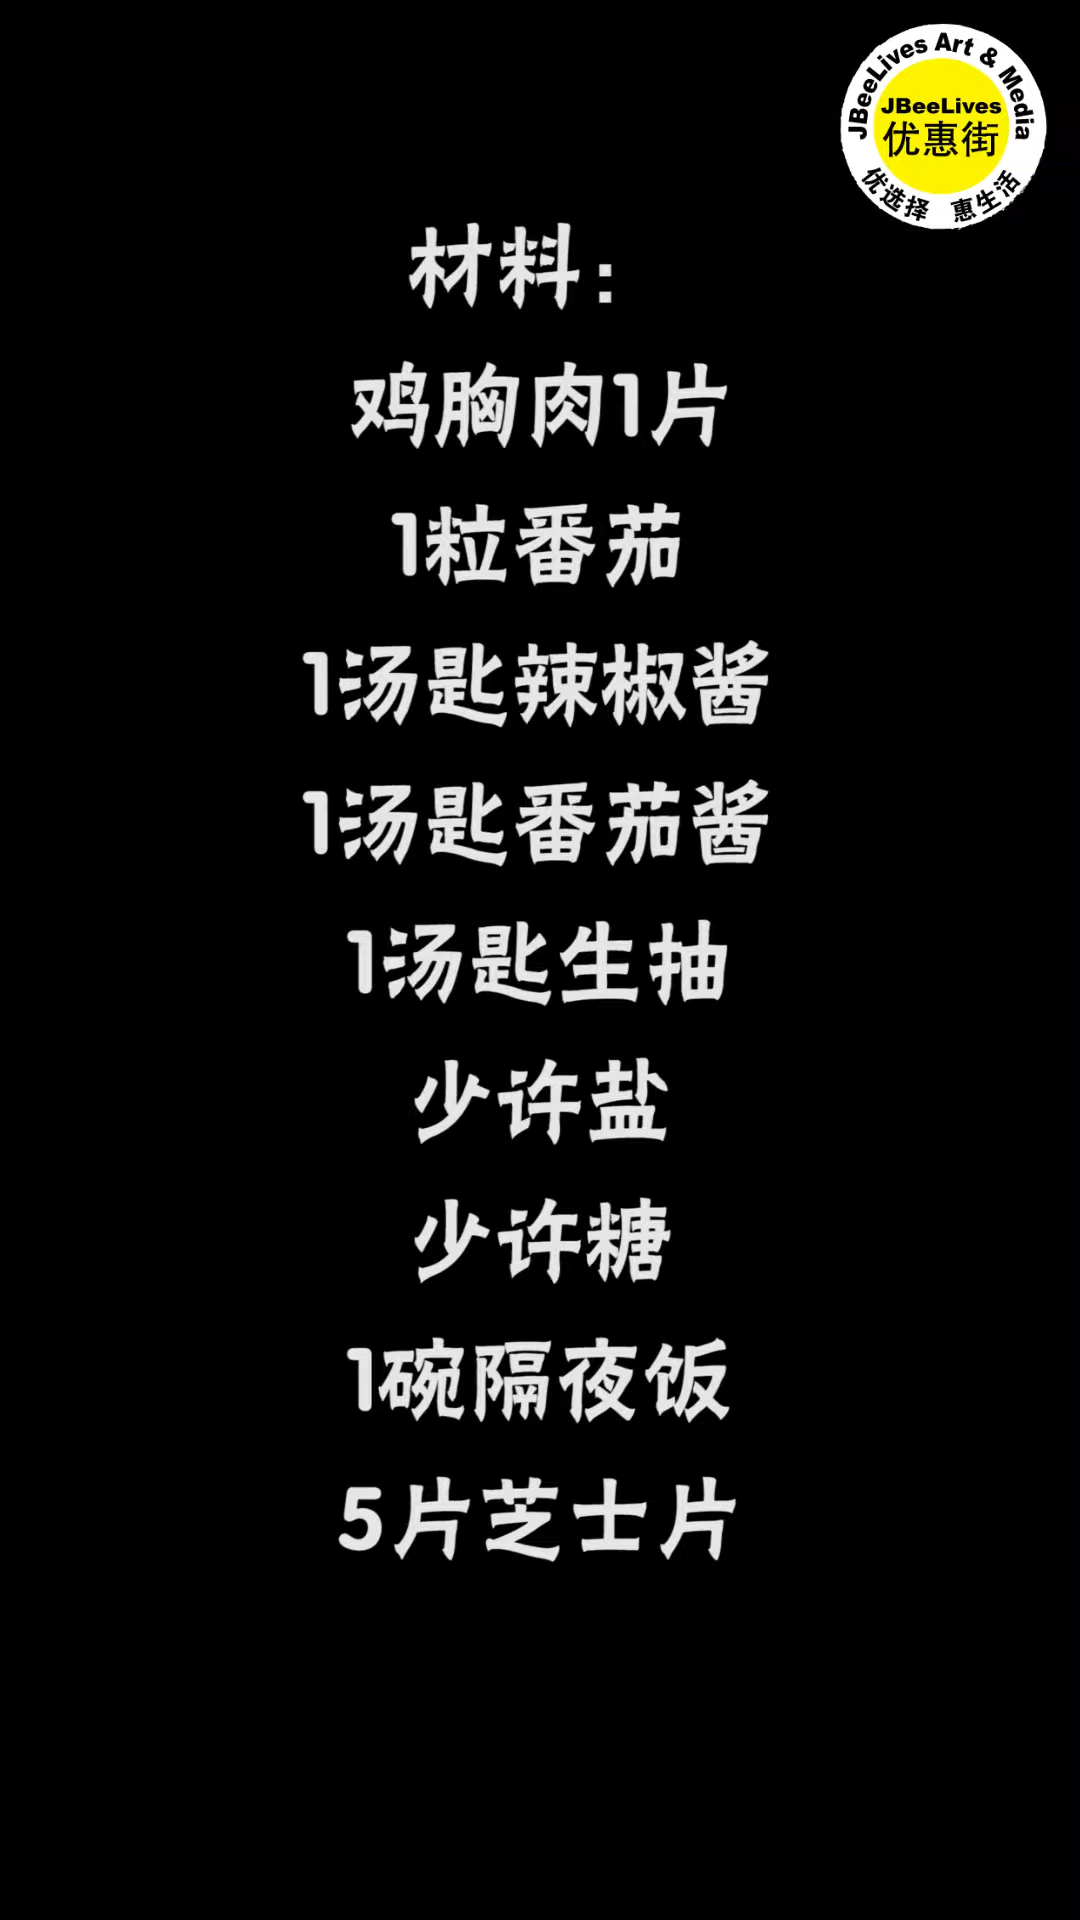 JBeeLives Art & Media
JBeeLives
优惠街
优选择 惠生活
材料：
鸡胸肉1片
1粒番茄
1汤匙辣椒酱
1汤匙番茄酱
1汤匙生抽
少许盐
少许糖
1碗隔夜饭
5片芝士片